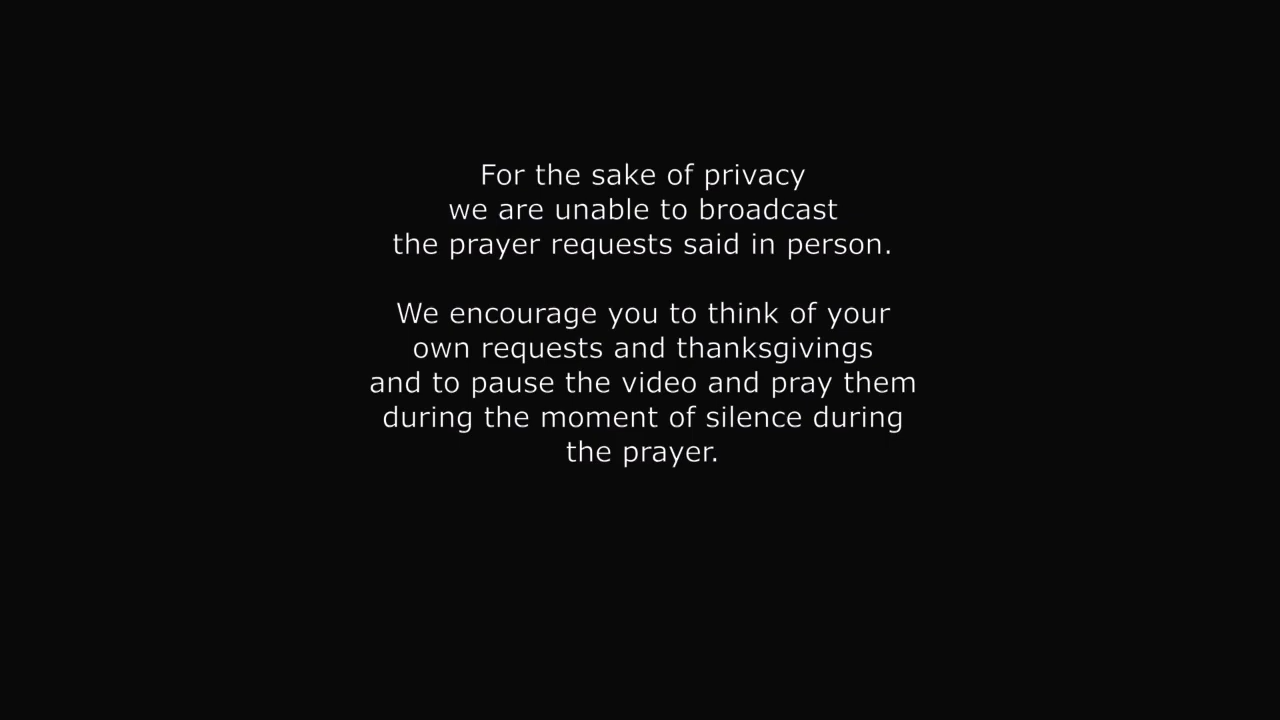 For the sake of privacy
we are unable to broadcast
the prayer requests said in person.
We encourage you to think of your
own requests and thanksgivings
and to pause the video and pray them
during the moment of silence during
the prayer.